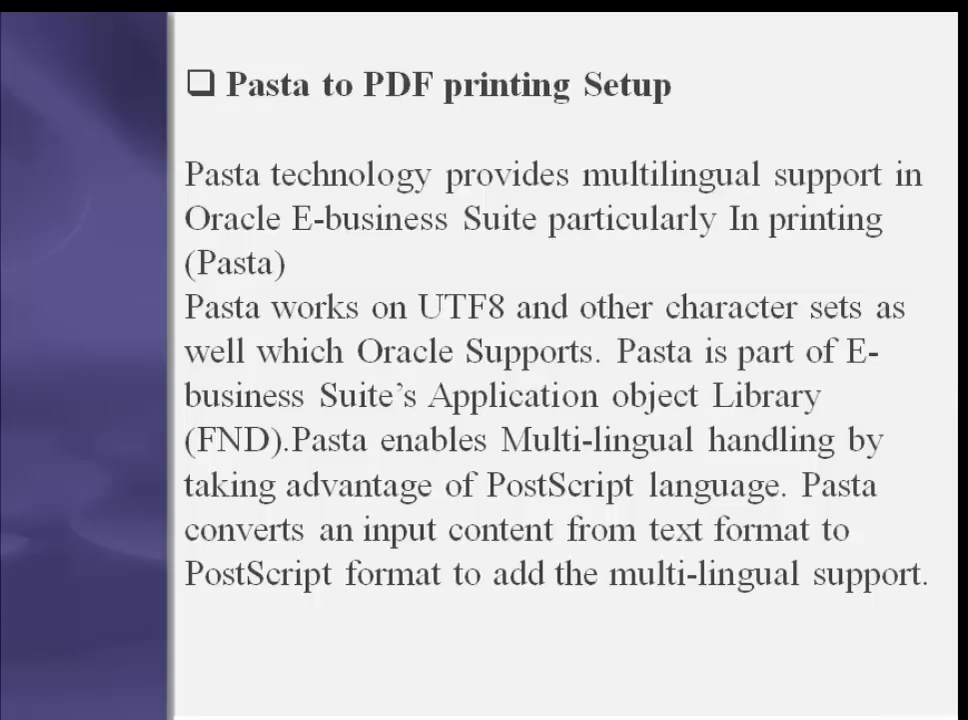 ❑ Pasta to PDF printing Setup
Pasta technology provides multilingual support in
Oracle E-business Suite particularly In printing
(Pasta)
Pasta works on UTF8 and other character sets as
well which Oracle Supports. Pasta is part of E-
business Suite’s Application object Library
(FND).Pasta enables Multi-lingual handling by
taking advantage of PostScript language. Pasta
converts an input content from text format to
PostScript format to add the multi-lingual support.